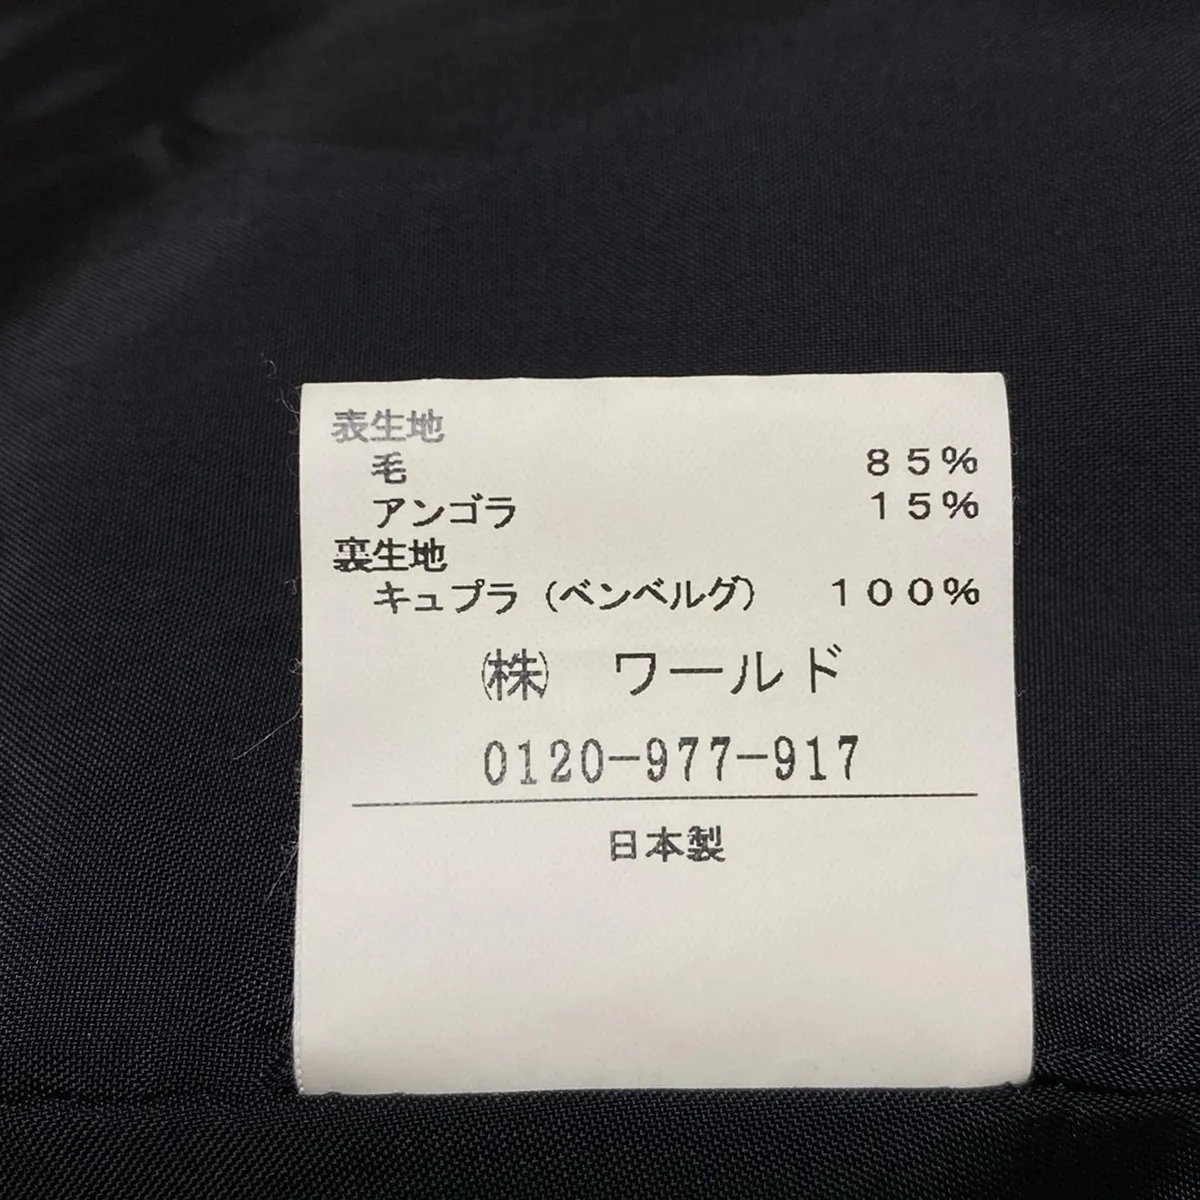 表生地
毛 85%
アンゴラ 15%
裏生地
キュプラ(ベンベルグ) 100%
㈱ ワールド
0120-977-917
日本製